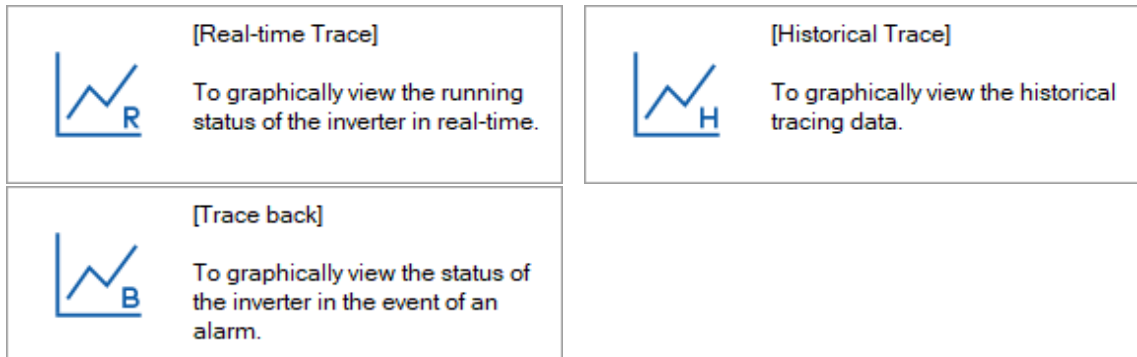 [Real-time Trace]
To graphically view the running
status of the inverter in real-time.
R
[Historical Trace]
To graphically view the historical
tracing data.
H
[Trace back]
To graphically view the status of
the inverter in the event of an
alarm.
B